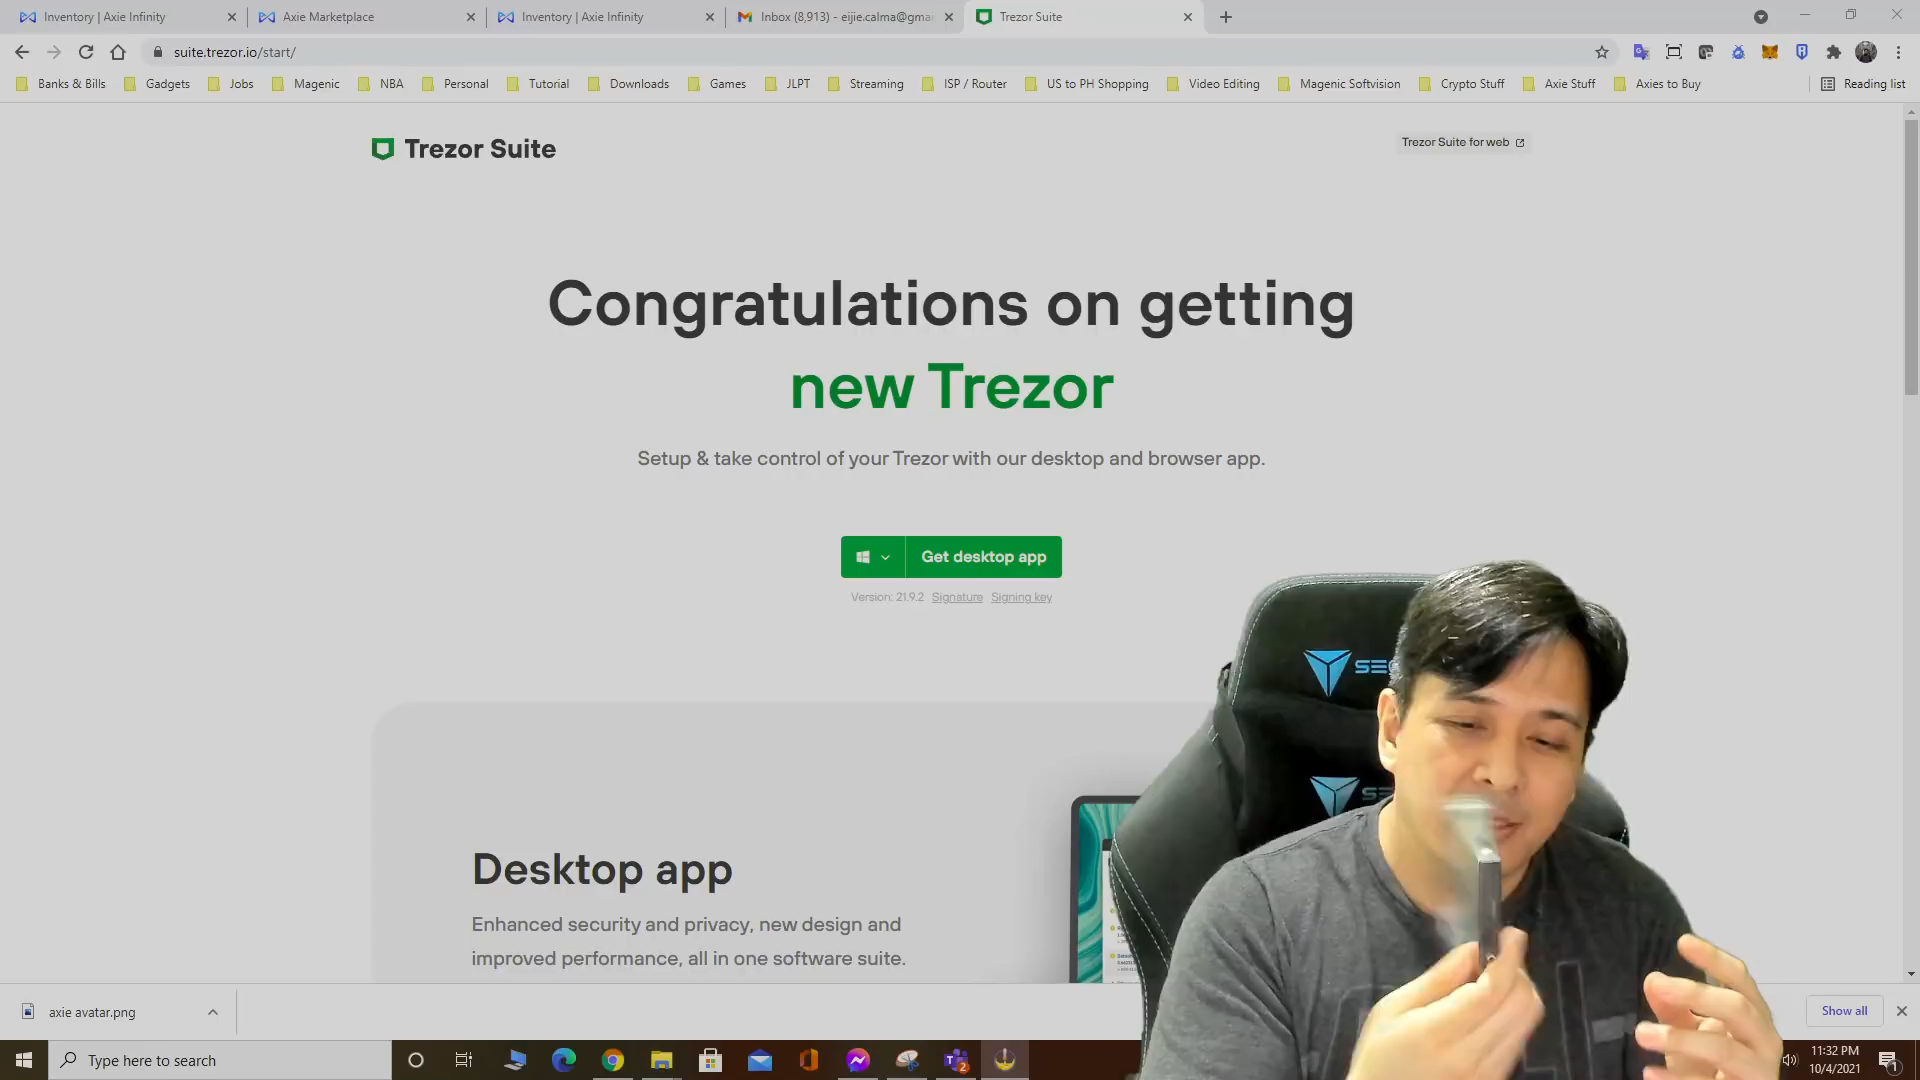 Inventory | Axie Infinity
Axie Marketplace
Inventory | Axie Infinity
Inbox (8,913) - eijie.calma@gmai
Trezor Suite
suite.trezor.io/start/
Banks & Bills
Gadgets
Jobs
Magenic
NBA
Personal
Tutorial
Downloads
Games
JLPT
Streaming
ISP / Router
US to PH Shopping
Video Editing
Magenic Softvision
Crypto Stuff
Axie Stuff
Axies to Buy
Reading list
Trezor Suite
Trezor Suite for web
Congratulations on getting
new Trezor
Setup & take control of your Trezor with our desktop and browser app.
Get desktop app
Version: 21.9.2 Signature Signing key
Desktop app
Enhanced security and privacy, new design and
improved performance, all in one software suite.
axie avatar.png
Show all
Type here to search
2
11:32 PM
10/4/2021
1